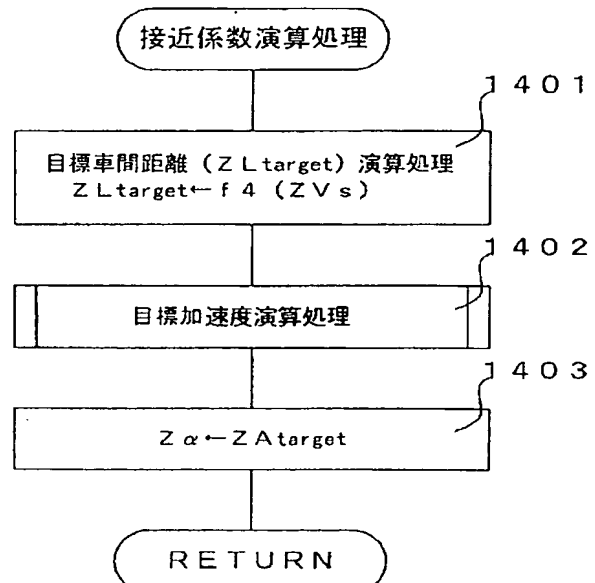 接近係数演算処理
1401
目標車間距離（ZLtarget）演算処理
ZLtarget←f4（ZVs）
1402
目標加速度演算処理
1403
Zα←ZAtarget
RETURN